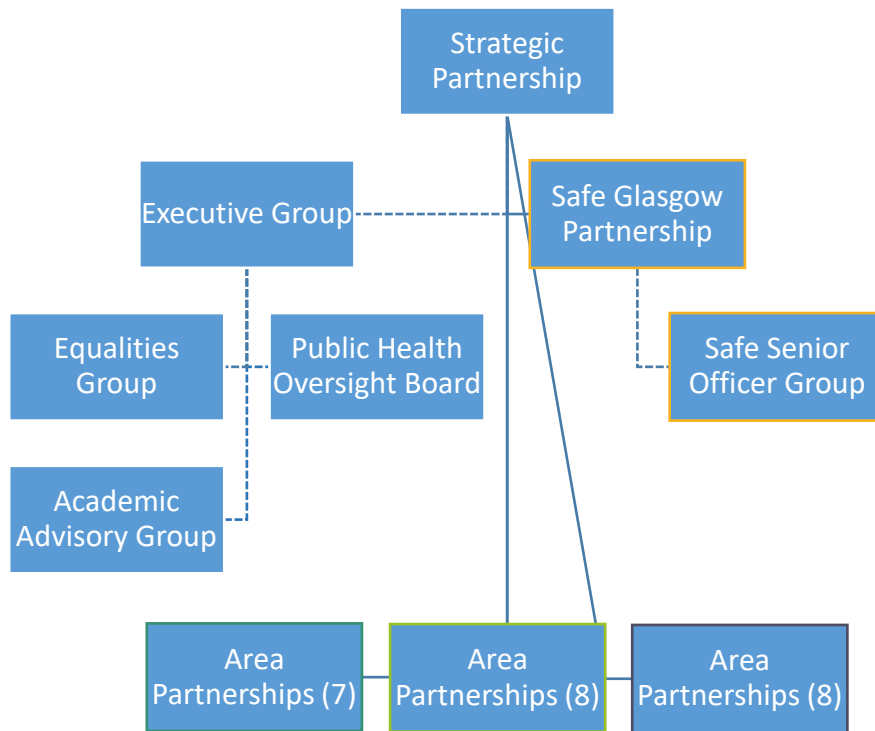 Strategic
Partnership
Executive Group
Safe Glasgow
Partnership
Equalities
Group
Public Health
Oversight Board
Safe Senior
Officer Group
Academic
Advisory Group
Area
Partnerships (7)
Area
Partnerships (8)
Area
Partnerships (8)